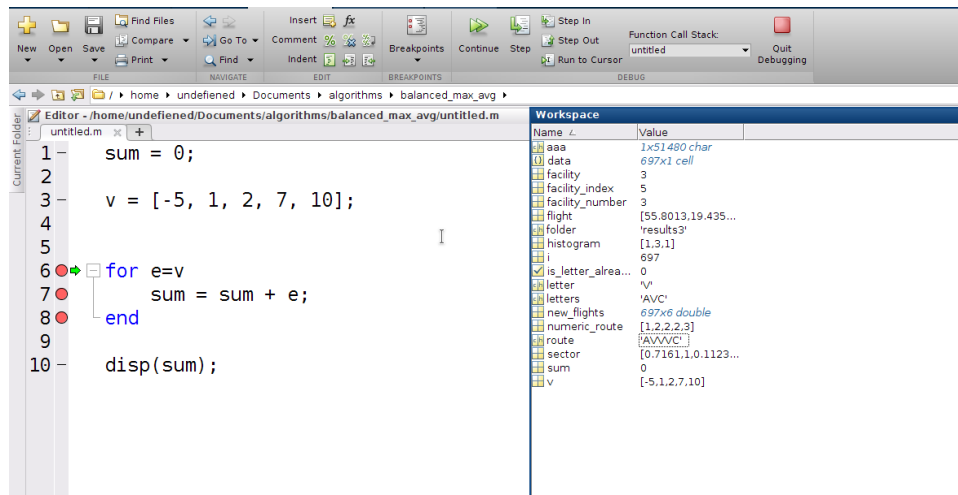 Find Files
Insert fx
Step In
Compare
Go To
Comment
Step Out
Function Call Stack:
New Open Save
Print
Find
Indent
Breakpoints
Continue
Step
Run to Cursor
untitled
Quit Debugging
FILE
NAVIGATE
EDIT
BREAKPOINTS
DEBUG
/ home undefiened Documents algorithms balanced_max_avg
Current Folder
Editor - /home/undefiened/Documents/algorithms/balanced_max_avg/untitled.m
untitled.m × +
1 – sum = 0;
2
3 – v = [-5, 1, 2, 7, 10];
4
5
6 for e=v
7 sum = sum + e;
8 end
9
10 – disp(sum);
Workspace
Name Value
aaa 1x51480 char
data 697x1 cell
facility 3
facility_index 5
facility_number 3
flight [55.8013,19.435...
folder 'results3'
histogram [1,3,1]
i 697
is_letter_alrea... 0
letter 'V'
letters 'AVC'
new_flights 697x6 double
numeric_route [1,2,2,2,3]
route 'AVVVC'
sector [0.7161,1,0.1123...
sum 0
v [-5,1,2,7,10]